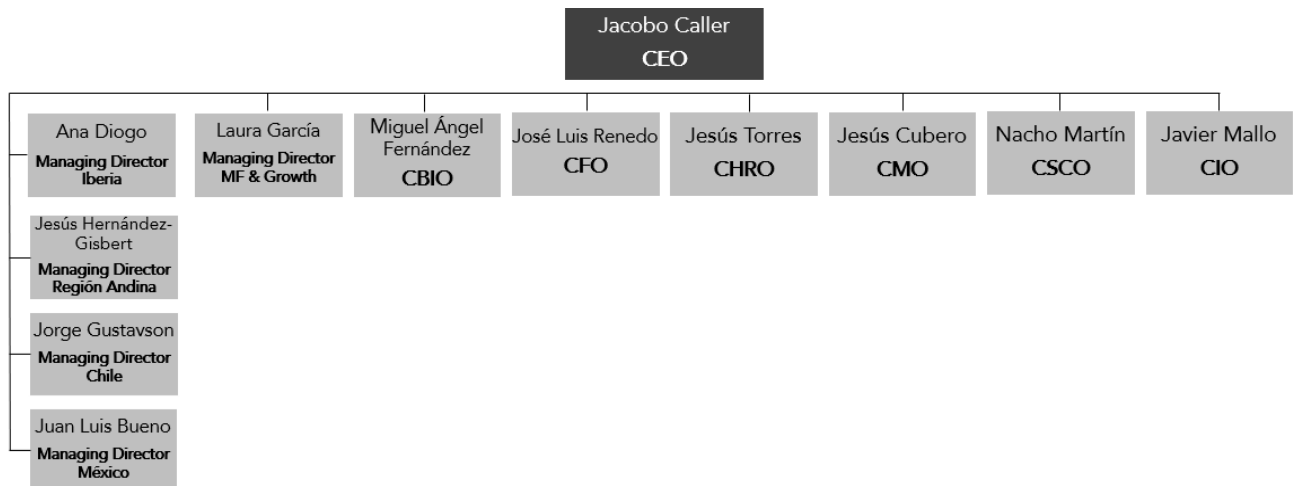 Jacobo Caller
CEO
Ana Diogo
Managing Director
Iberia
Laura García
Managing Director
MF & Growth
Miguel Ángel
Fernández
CBIO
José Luis Renedo
CFO
Jesús Torres
CHRO
Jesús Cubero
CMO
Nacho Martín
CSCO
Javier Mallo
CIO
Jesús Hernández-
Gisbert
Managing Director
Región Andina
Jorge Gustavson
Managing Director
Chile
Juan Luis Bueno
Managing Director
México